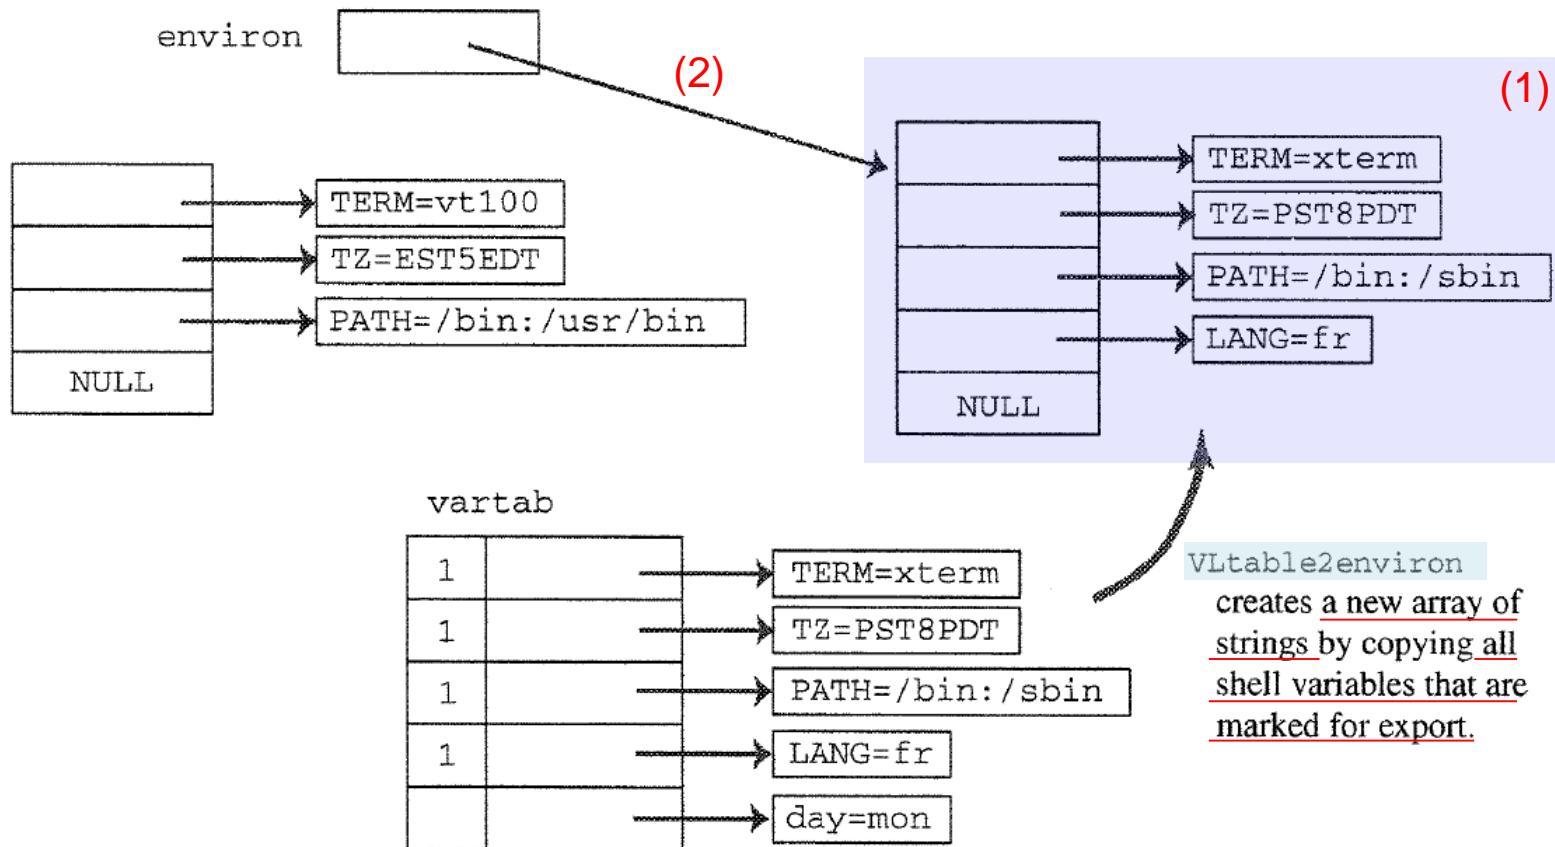 environ
(2)
(1)
TERM=vt100
TZ=EST5EDT
PATH=/bin:/usr/bin
NULL
TERM=xterm
TZ=PST8PDT
PATH=/bin:/sbin
LANG=fr
NULL
vartab
1
TERM=xterm
1
TZ=PST8PDT
1
PATH=/bin:/sbin
1
LANG=fr
day=mon
VLtable2environ
creates a new array of
strings by copying all
shell variables that are
marked for export.